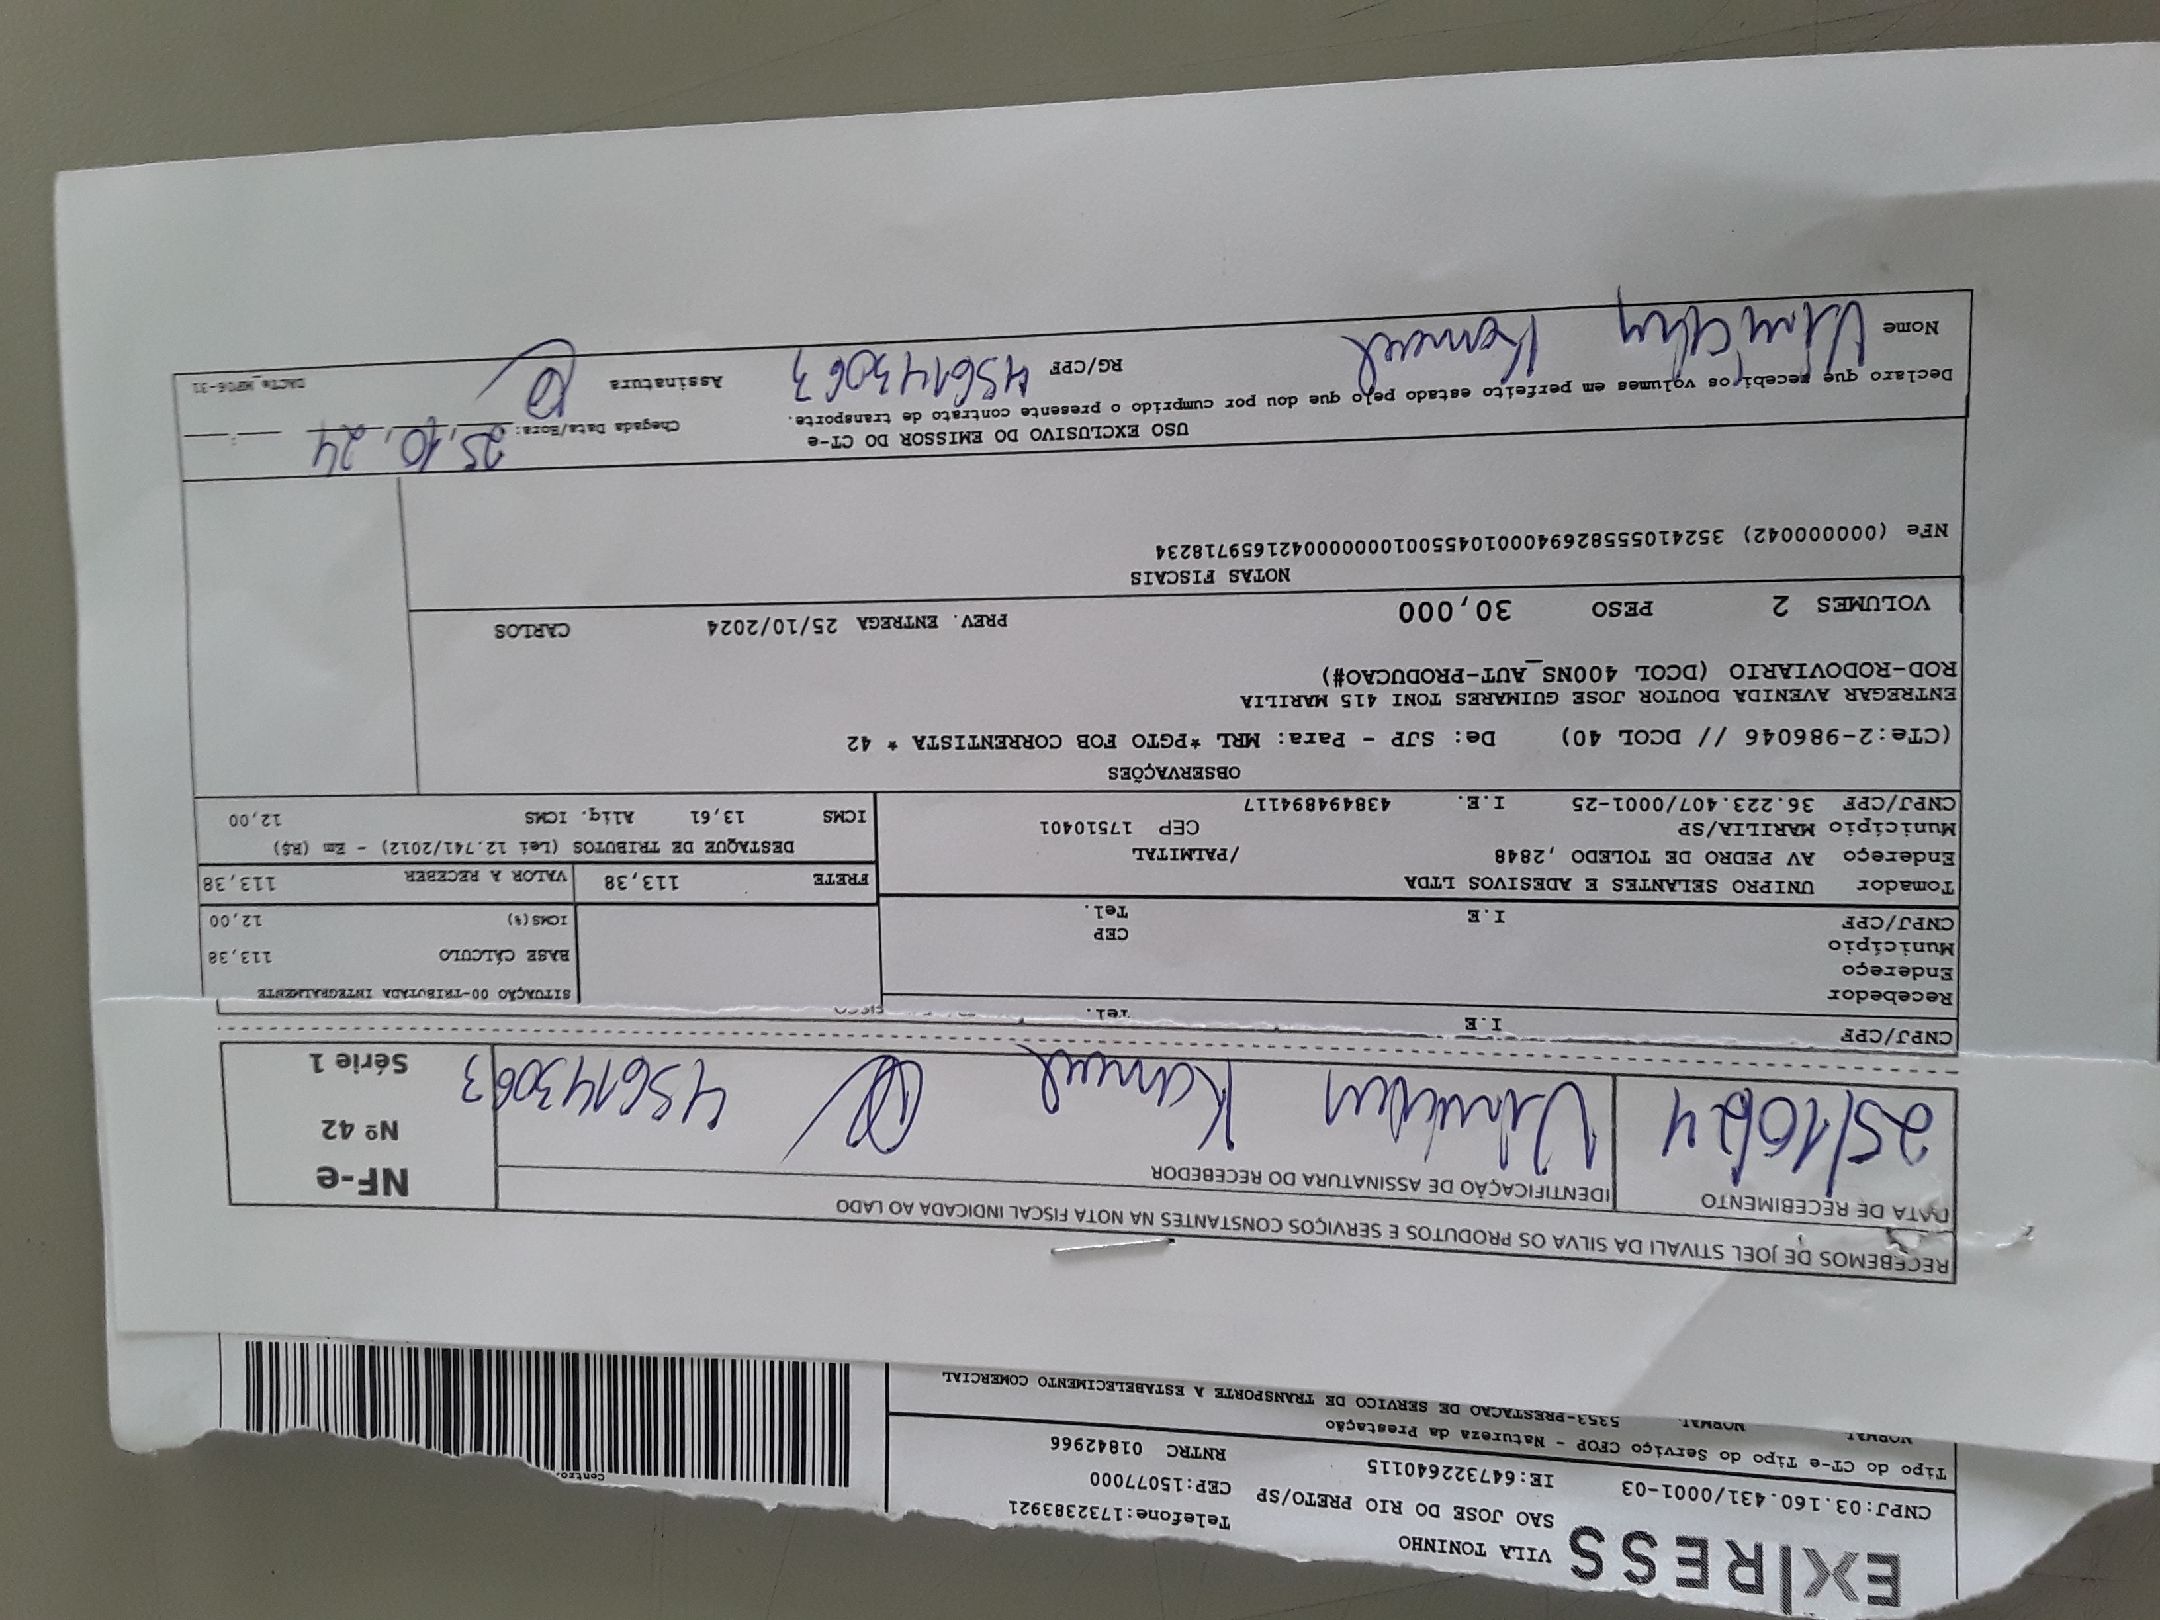 EXPRESS
VILA TONINHO Telefone:1732383921
SAO JOSE DO RIO PRETO/SP CEP:15077000
CNPJ:03.160.431/0001-03 IE:647322640115 RNTRC 01842966
Tipo do CT-e Tipo do Serviço CFOP - Natureza da Prestação
NORMAL NORMAL 5353-PRESTACAO DE SERVICO DE TRANSPORTE A ESTABELECIMENTO COMERCIAL
RECEBEMOS DE JOEL STIVALI DA SILVA OS PRODUTOS E SERVIÇOS CONSTANTES NA NOTA FISCAL INDICADA AO LADO
DATA DE RECEBIMENTO IDENTIFICAÇÃO DE ASSINATURA DO RECEBEDOR
25/10/24 456143063
NF-e
Nº 42
Série 1
CNPJ/CPF I.E Tel.
Recebedor
Endereço
Município CEP
CNPJ/CPF I.E Tel.
Tomador UNIPRO SELANTES E ADESIVOS LTDA
Endereço AV PEDRO DE TOLEDO ,2848 /PALMITAL
Município MARILIA/SP CEP 17510401
CNPJ/CPF 36.223.407/0001-25 I.E. 438494894117
SITUAÇÃO 00-TRIBUTADA INTEGRALMENTE
BASE CÁLCULO 113,38
ICMS(%) 12,00
FRETE 113,38 VALOR A RECEBER 113,38
DESTAQUE DE TRIBUTOS (Lei 12.741/2012) - Em (R$)
ICMS 13,61 Aliq. ICMS 12,00
OBSERVAÇÕES
(CTe:2-986046 // DCOL 40) De: SJP - Para: MRL *PGTO FOB CORRENTISTA * 42
ENTREGAR AVENIDA DOUTOR JOSE GUIMARES TONI 415 MARILIA
ROD-RODOVIARIO (DCOL 400NS_AUT-PRODUCAO#)
VOLUMES 2 PESO 30,000 PREV. ENTREGA 25/10/2024 CARLOS
NOTAS FISCAIS
NFe (000000042) 35241055582694000104550010000000421659718234
USO EXCLUSIVO DO EMISSOR DO CT-e
Declaro que recebi os volumes em perfeito estado pelo que dou por cumprido o presente contrato de transporte.
Chegada Data/Hora: 25,10,24
Nome RG/CPF 456143063 Assinatura